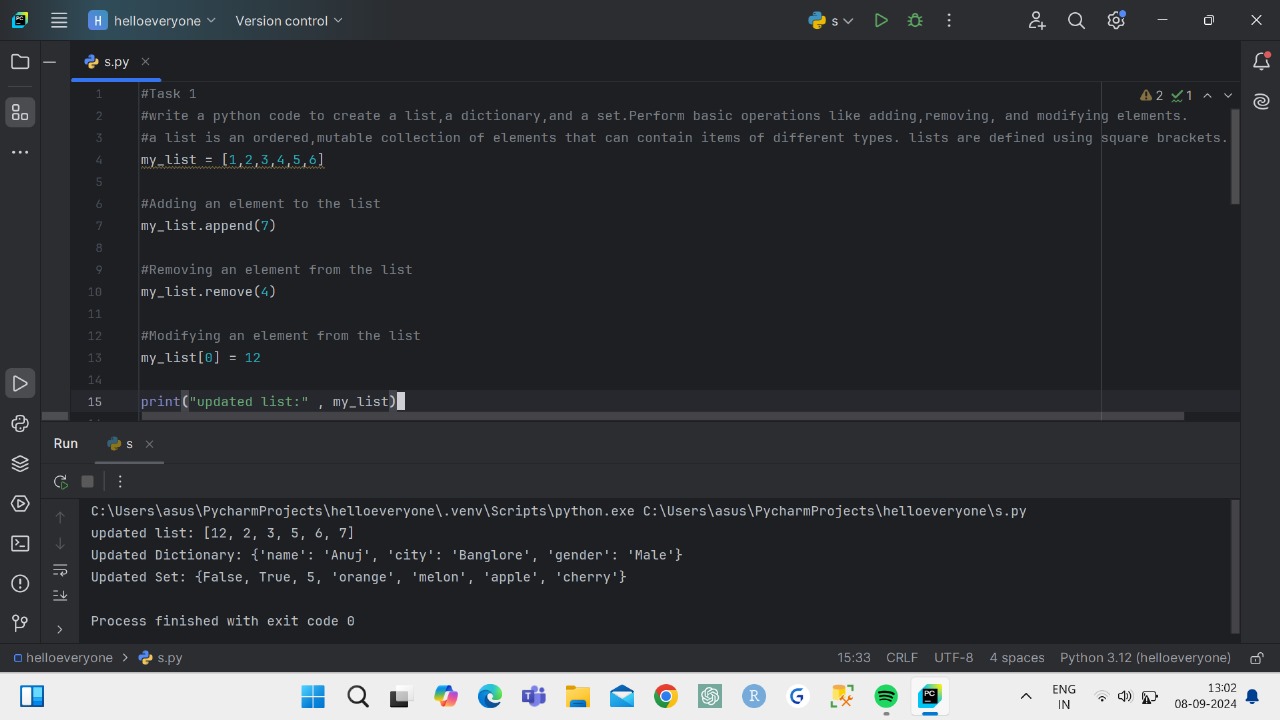 H helloeveryone Version control s
s.py
2 1
1 #Task 1
2 #write a python code to create a list,a dictionary,and a set.Perform basic operations like adding,removing, and modifying elements.
3 #a list is an ordered,mutable collection of elements that can contain items of different types. lists are defined using square brackets.
4 my_list = [1,2,3,4,5,6]
5
6 #Adding an element to the list
7 my_list.append(7)
8
9 #Removing an element from the list
10 my_list.remove(4)
11
12 #Modifying an element from the list
13 my_list[0] = 12
14
15 print("updated list:" , my_list)
Run s
C:\Users\asus\PycharmProjects\helloeveryone\.venv\Scripts\python.exe C:\Users\asus\PycharmProjects\helloeveryone\s.py
updated list: [12, 2, 3, 5, 6, 7]
Updated Dictionary: {'name': 'Anuj', 'city': 'Banglore', 'gender': 'Male'}
Updated Set: {False, True, 5, 'orange', 'melon', 'apple', 'cherry'}
Process finished with exit code 0
helloeveryone > s.py 15:33 CRLF UTF-8 4 spaces Python 3.12 (helloeveryone)
ENG
IN
13:02
08-09-2024